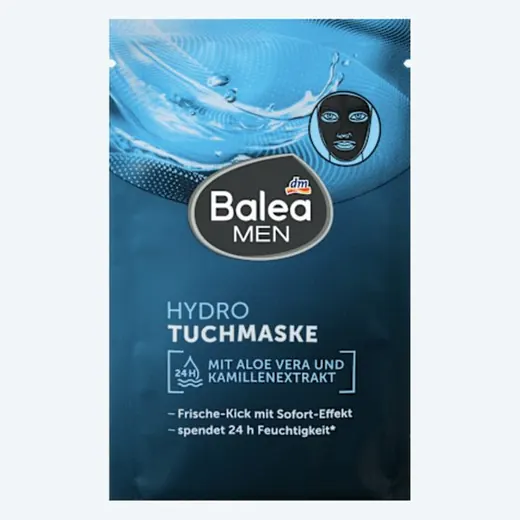 dm
Balea
MEN
HYDRO
TUCHMASKE
24 H
MIT ALOE VERA UND
KAMILLENEXTRAKT
– Frische-Kick mit Sofort-Effekt
– spendet 24 h Feuchtigkeit*